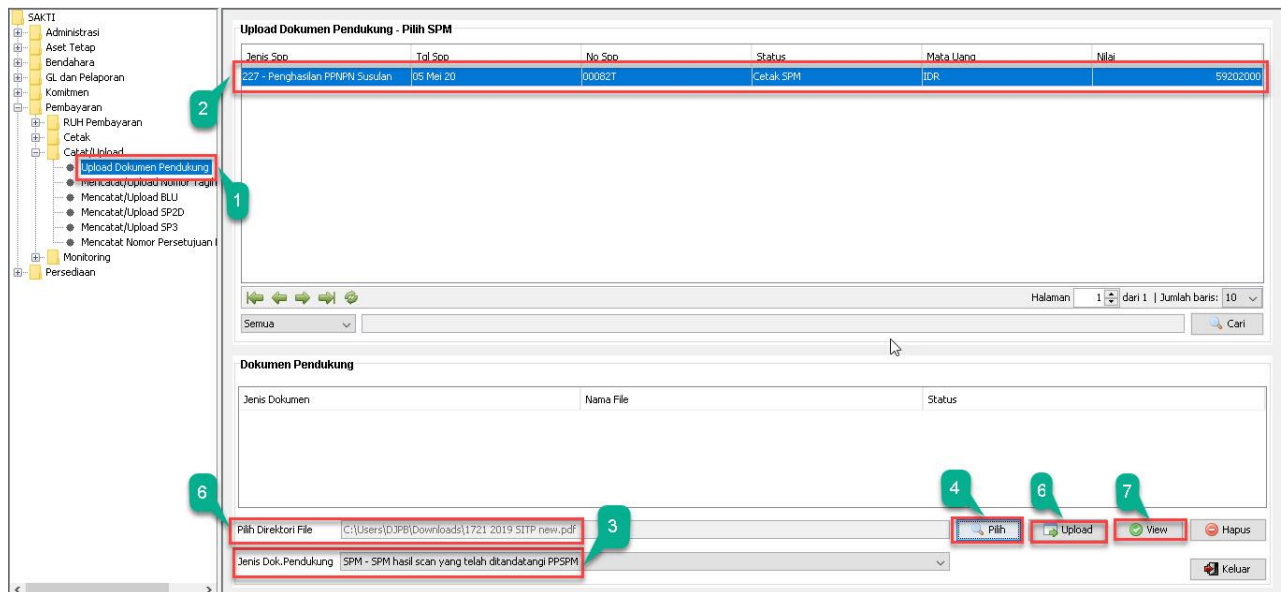 SAKTI
Administrasi
Aset Tetap
Bendahara
GL dan Pelaporan
Komitmen
Pembayaran
RUH Pembayaran
Cetak
Catat/Upload
Upload Dokumen Pendukung
Mencatat/Upload Nomor Tagin
Mencatat/Upload BLU
Mencatat/Upload SP2D
Mencatat/Upload SP3
Mencatat Nomor Persetujuan
Monitoring
Persediaan
1
Upload Dokumen Pendukung - Pilih SPM
Jenis Spp Tgl Spp No Spp Status Mata Uang Nilai
227 - Penghasilan PPNPN Susulan 05 Mei 20 00082T Cetak SPM IDR 59202000
2
Halaman 1 dari 1 | Jumlah baris: 10
Semua Cari
Dokumen Pendukung
Jenis Dokumen Nama File Status
6 3 4 6 7
Pilih Direktori File C:\Users\DJPB\Downloads\1721 2019 SITP new.pdf Pilih Upload View Hapus
Jenis Dok.Pendukung SPM - SPM hasil scan yang telah ditandatangi PPSPM
Keluar